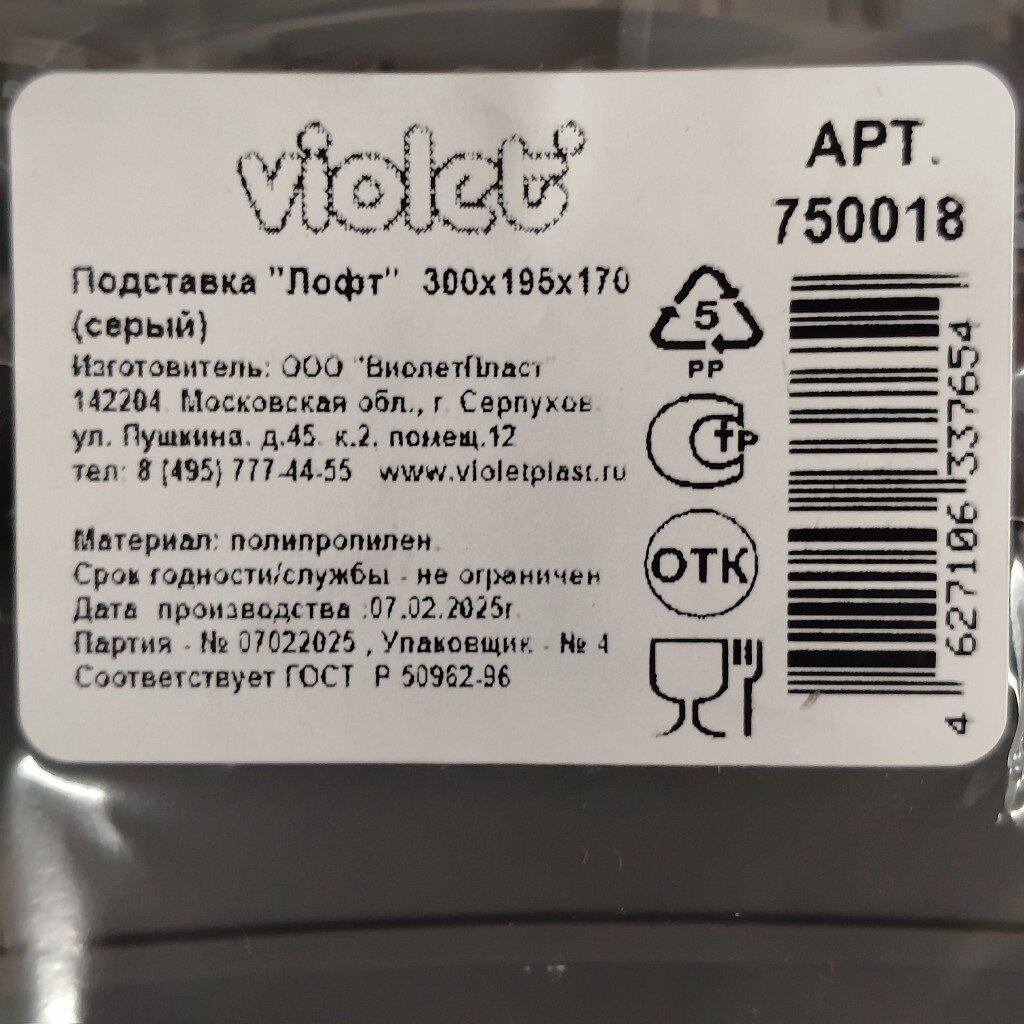 violet
АРТ.
750018
Подставка "Лофт" 300x195x170
(серый)
Изготовитель: ООО "ВиолетПласт"
142204 Московская обл., г. Серпухов.
ул. Пушкина. д.45. к.2. помещ.12
тел: 8 (495) 777-44-55 www.violetplast.ru
Материал: полипропилен.
Срок годности/службы - не ограничен
Дата производства :07.02.2025г.
Партия - № 07022025 , Упаковщик - № 4
Соответствует ГОСТ Р 50962-96
5
PP
СТР
ОТК
4 627106 337654